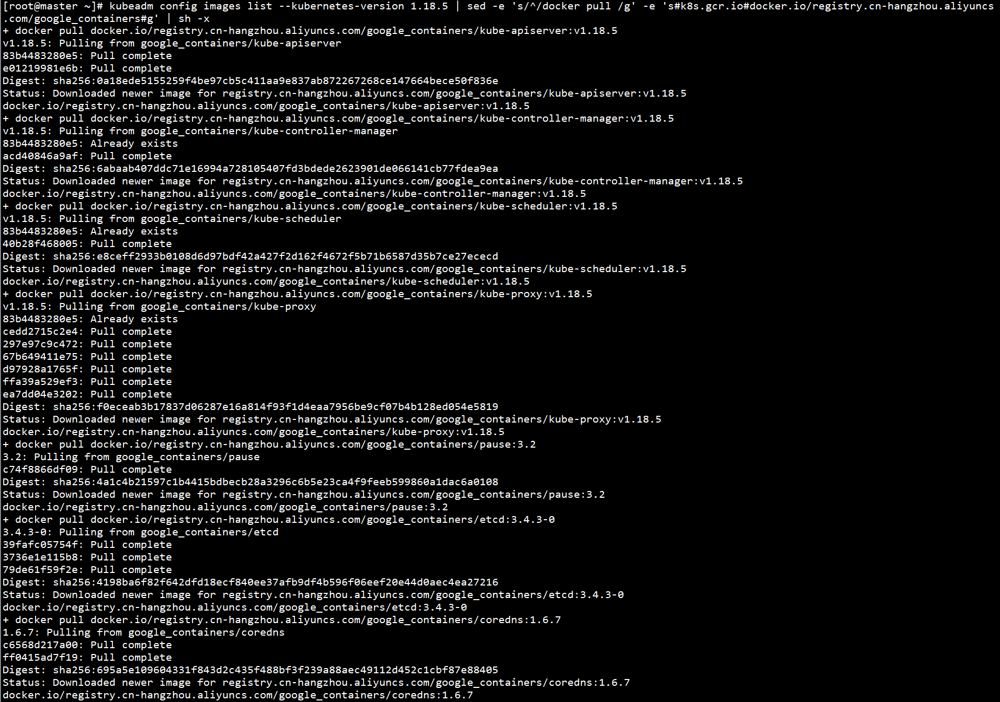 [root@master ~]# kubeadm config images list --kubernetes-version 1.18.5 | sed -e 's/^/docker pull /g' -e 's#k8s.gcr.io#docker.io/registry.cn-hangzhou.aliyuncs
.com/google_containers#g' | sh -x
+ docker pull docker.io/registry.cn-hangzhou.aliyuncs.com/google_containers/kube-apiserver:v1.18.5
v1.18.5: Pulling from google_containers/kube-apiserver
83b4483280e5: Pull complete
e01219981e6b: Pull complete
Digest: sha256:0a18ede5155259f4be97cb5c411aa9e837ab872267268ce147664bece50f836e
Status: Downloaded newer image for registry.cn-hangzhou.aliyuncs.com/google_containers/kube-apiserver:v1.18.5
docker.io/registry.cn-hangzhou.aliyuncs.com/google_containers/kube-apiserver:v1.18.5
+ docker pull docker.io/registry.cn-hangzhou.aliyuncs.com/google_containers/kube-controller-manager:v1.18.5
v1.18.5: Pulling from google_containers/kube-controller-manager
83b4483280e5: Already exists
acd40846a9af: Pull complete
Digest: sha256:6abaab407ddc71e16994a728105407fd3bdede2623901de066141cb77fdea9ea
Status: Downloaded newer image for registry.cn-hangzhou.aliyuncs.com/google_containers/kube-controller-manager:v1.18.5
docker.io/registry.cn-hangzhou.aliyuncs.com/google_containers/kube-controller-manager:v1.18.5
+ docker pull docker.io/registry.cn-hangzhou.aliyuncs.com/google_containers/kube-scheduler:v1.18.5
v1.18.5: Pulling from google_containers/kube-scheduler
83b4483280e5: Already exists
40b28f468005: Pull complete
Digest: sha256:e8ceff2933b0108d6d97bdf42a427f2d162f4672f5b71b6587d35b7ce27ececd
Status: Downloaded newer image for registry.cn-hangzhou.aliyuncs.com/google_containers/kube-scheduler:v1.18.5
docker.io/registry.cn-hangzhou.aliyuncs.com/google_containers/kube-scheduler:v1.18.5
+ docker pull docker.io/registry.cn-hangzhou.aliyuncs.com/google_containers/kube-proxy:v1.18.5
v1.18.5: Pulling from google_containers/kube-proxy
83b4483280e5: Already exists
cedd2715c2e4: Pull complete
297e97c9c472: Pull complete
67b649411e75: Pull complete
d97928a1765f: Pull complete
ffa39a529ef3: Pull complete
ea7dd04e3202: Pull complete
Digest: sha256:f0eceab3b17837d06287e16a814f93f1d4eaa7956be9cf07b4b128ed054e5819
Status: Downloaded newer image for registry.cn-hangzhou.aliyuncs.com/google_containers/kube-proxy:v1.18.5
docker.io/registry.cn-hangzhou.aliyuncs.com/google_containers/kube-proxy:v1.18.5
+ docker pull docker.io/registry.cn-hangzhou.aliyuncs.com/google_containers/pause:3.2
3.2: Pulling from google_containers/pause
c74f8866df09: Pull complete
Digest: sha256:4a1c4b21597c1b4415bdbecb28a3296c6b5e23ca4f9feeb599860a1dac6a0108
Status: Downloaded newer image for registry.cn-hangzhou.aliyuncs.com/google_containers/pause:3.2
docker.io/registry.cn-hangzhou.aliyuncs.com/google_containers/pause:3.2
+ docker pull docker.io/registry.cn-hangzhou.aliyuncs.com/google_containers/etcd:3.4.3-0
3.4.3-0: Pulling from google_containers/etcd
39fafc05754f: Pull complete
3736e1e115b8: Pull complete
79de61f59f2e: Pull complete
Digest: sha256:4198ba6f82f642dfd18ecf840ee37afb9df4b596f06eef20e44d0aec4ea27216
Status: Downloaded newer image for registry.cn-hangzhou.aliyuncs.com/google_containers/etcd:3.4.3-0
docker.io/registry.cn-hangzhou.aliyuncs.com/google_containers/etcd:3.4.3-0
+ docker pull docker.io/registry.cn-hangzhou.aliyuncs.com/google_containers/coredns:1.6.7
1.6.7: Pulling from google_containers/coredns
c6568d217a00: Pull complete
ff0415ad7f19: Pull complete
Digest: sha256:695a5e109604331f843d2c435f488bf3f239a88aec49112d452c1cbf87e88405
Status: Downloaded newer image for registry.cn-hangzhou.aliyuncs.com/google_containers/coredns:1.6.7
docker.io/registry.cn-hangzhou.aliyuncs.com/google_containers/coredns:1.6.7